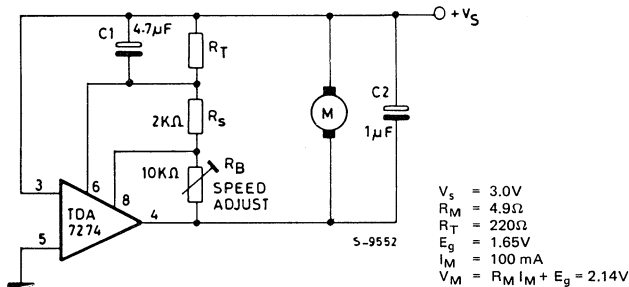 +VS
C1
4.7µF
RT
C2
2KΩ
RS
M
1µF
10KΩ
RB
SPEED
ADJUST
3
6
8
TDA
7274
4
5
S-9552
Vs = 3.0V
RM = 4.9Ω
RT = 220Ω
Eg = 1.65V
IM = 100 mA
VM = RM IM + Eg = 2.14V